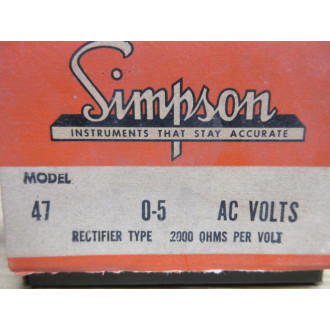 Simpson
INSTRUMENTS THAT STAY ACCURATE
MODEL
47 0-5 AC VOLTS
RECTIFIER TYPE 2000 OHMS PER VOLT